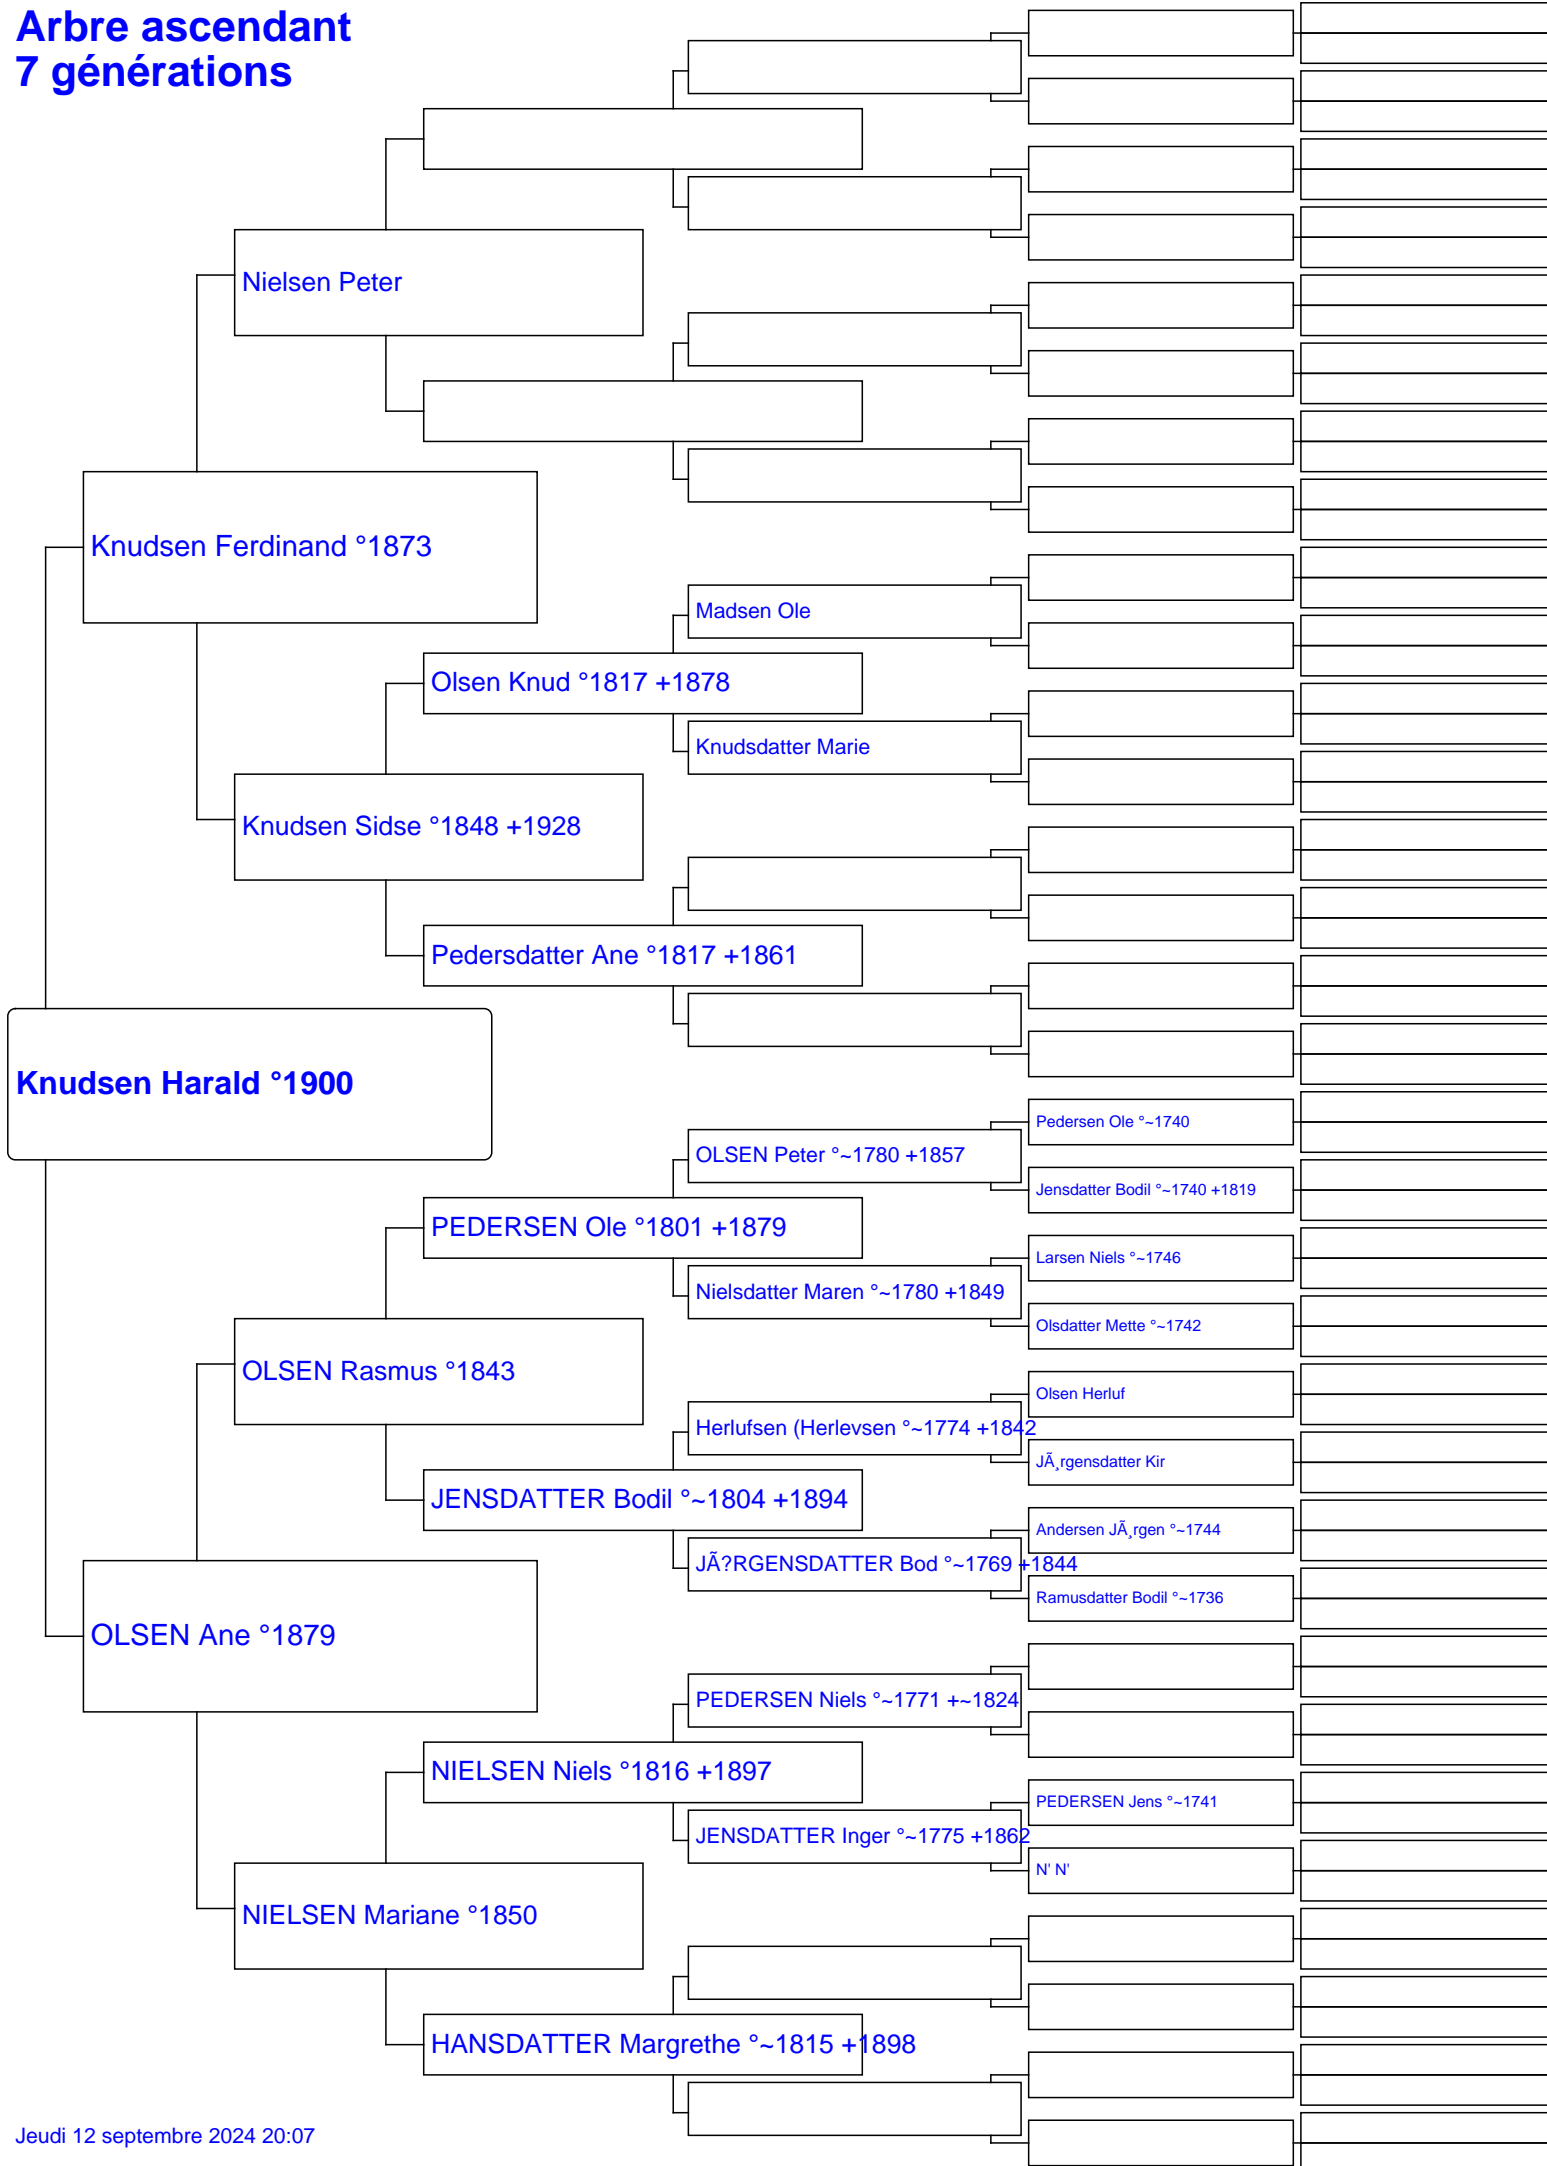 Arbre ascendant
7 générations
Nielsen Peter
Knudsen Ferdinand °1873
Madsen Ole
Olsen Knud °1817 +1878
Knudsdatter Marie
Knudsen Sidse °1848 +1928
Pedersdatter Ane °1817 +1861
Knudsen Harald °1900
Pedersen Ole °~1740
OLSEN Peter °~1780 +1857
Jensdatter Bodil °~1740 +1819
PEDERSEN Ole °1801 +1879
Larsen Niels °~1746
Nielsdatter Maren °~1780 +1849
Olsdatter Mette °~1742
OLSEN Rasmus °1843
Olsen Herluf
Herlufsen (Herlevsen °~1774 +1842
JÃ¸rgensdatter Kir
JENSDATTER Bodil °~1804 +1894
Andersen JÃ¸rgen °~1744
JÃ?RGENSDATTER Bod °~1769 +1844
Ramusdatter Bodil °~1736
OLSEN Ane °1879
PEDERSEN Niels °~1771 +~1824
NIELSEN Niels °1816 +1897
PEDERSEN Jens °~1741
JENSDATTER Inger °~1775 +1862
N' N'
NIELSEN Mariane °1850
HANSDATTER Margrethe °~1815 +1898
Jeudi 12 septembre 2024 20:07